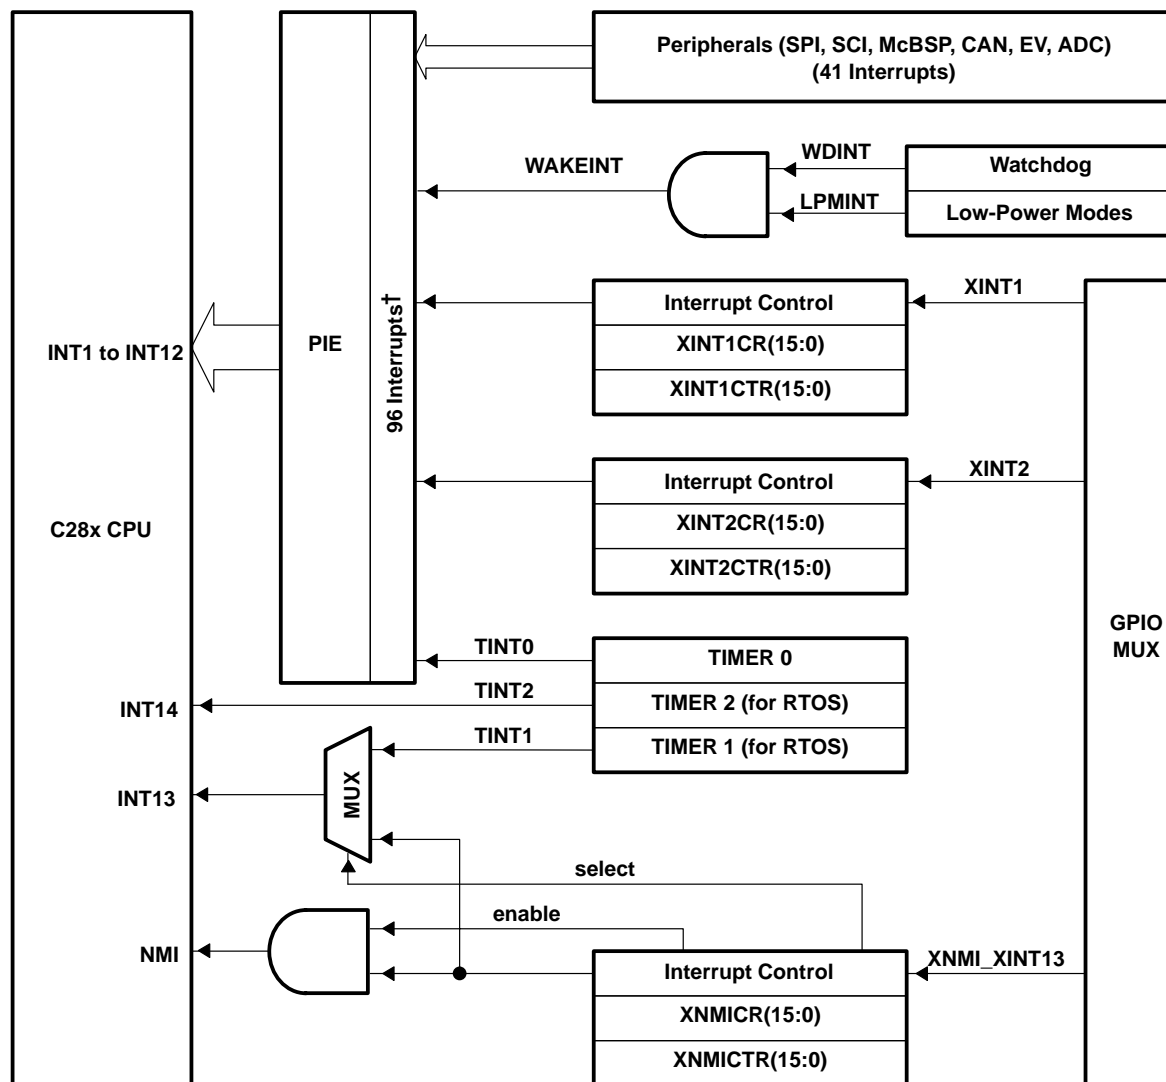 Peripherals (SPI, SCI, McBSP, CAN, EV, ADC)
(41 Interrupts)
WDINT
Watchdog
WAKEINT
LPMINT
Low-Power Modes
XINT1
Interrupt Control
XINT1CR(15:0)
XINT1CTR(15:0)
INT1 to INT12
PIE
96 Interrupts†
XINT2
Interrupt Control
XINT2CR(15:0)
XINT2CTR(15:0)
C28x CPU
GPIO
MUX
TINT0
TIMER 0
TINT2
TIMER 2 (for RTOS)
INT14
TINT1
TIMER 1 (for RTOS)
INT13
MUX
select
enable
NMI
XNMI_XINT13
Interrupt Control
XNMICR(15:0)
XNMICTR(15:0)